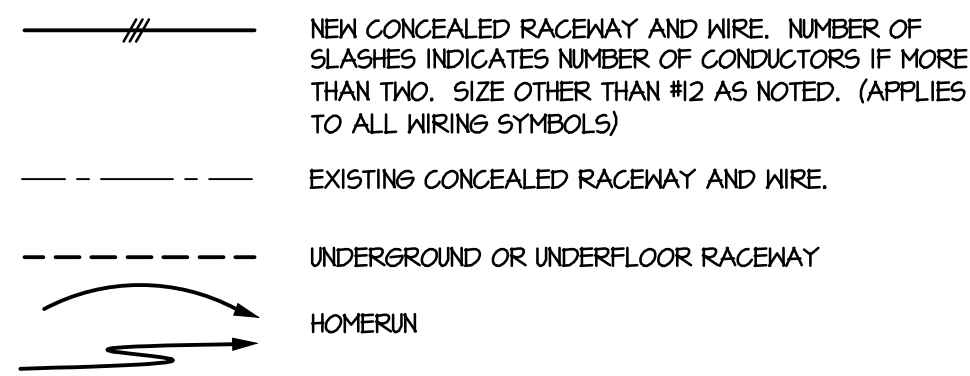 NEW CONCEALED RACEWAY AND WIRE. NUMBER OF
SLASHES INDICATES NUMBER OF CONDUCTORS IF MORE
THAN TWO. SIZE OTHER THAN #12 AS NOTED. (APPLIES
TO ALL WIRING SYMBOLS)
EXISTING CONCEALED RACEWAY AND WIRE.
UNDERGROUND OR UNDERFLOOR RACEWAY
HOMERUN